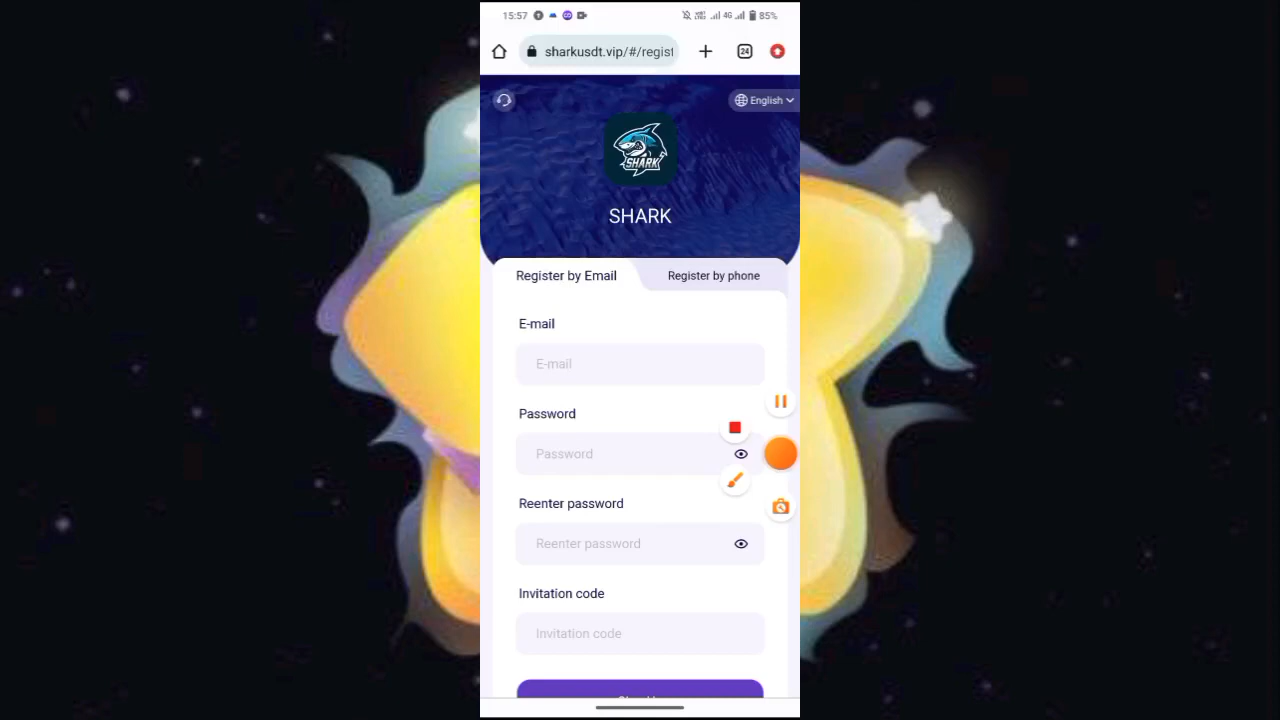 15:57
4G 85%
sharkusdt.vip/#/regist
24
English
SHARK
SHARK
Register by Email
Register by phone
E-mail
E-mail
Password
Password
Reenter password
Reenter password
Invitation code
Invitation code